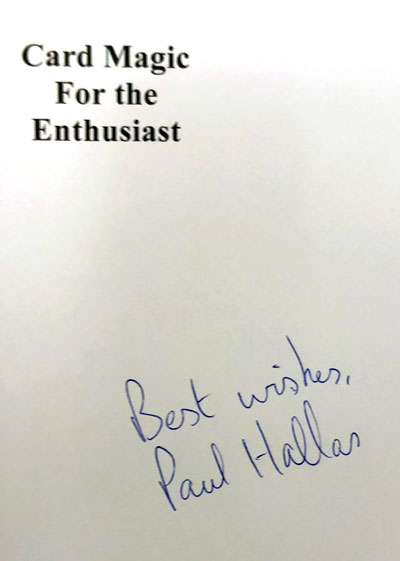 Card Magic
For the
Enthusiast
Best wishes,
Paul Hallas